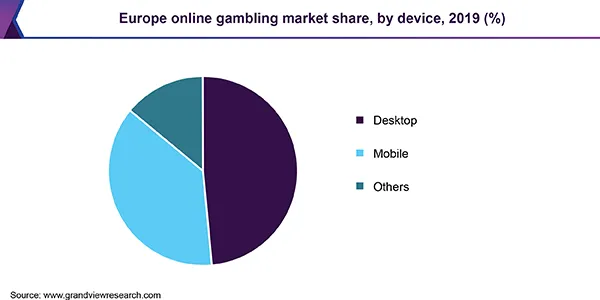 Europe online gambling market share, by device, 2019 (%)
Desktop
Mobile
Others
Source: www.grandviewresearch.com